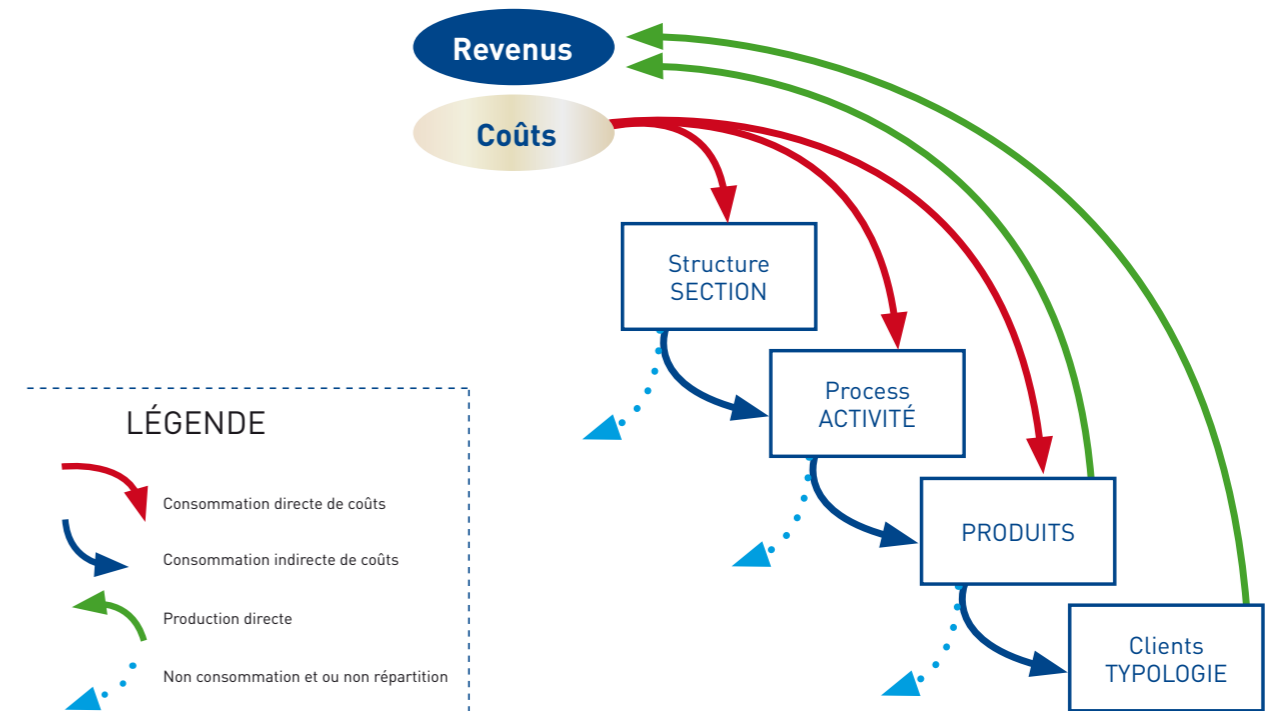 Revenus
Coûts
Structure
SECTION
Process
ACTIVITÉ
PRODUITS
Clients
TYPOLOGIE
LÉGENDE
Consommation directe de coûts
Consommation indirecte de coûts
Production directe
Non consommation et ou non répartition